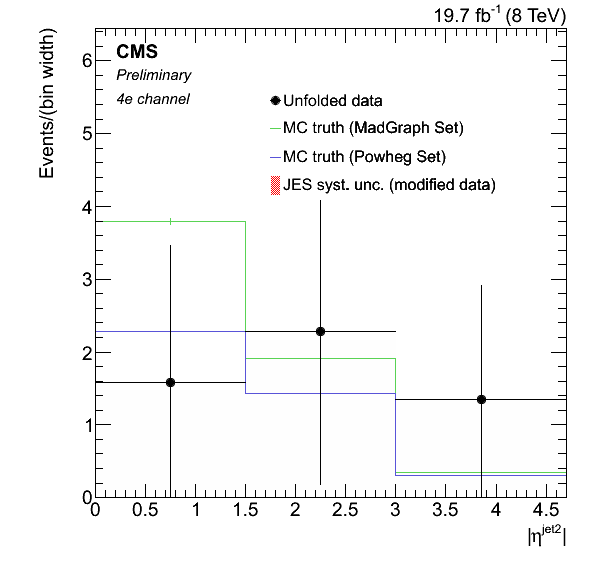 19.7 fb⁻¹ (8 TeV)
Events/(bin width)
CMS
Preliminary
4e channel
Unfolded data
MC truth (MadGraph Set)
MC truth (Powheg Set)
JES syst. unc. (modified data)
6
5
4
3
2
1
0
0 0.5 1 1.5 2 2.5 3 3.5 4 4.5
|η^jet2|